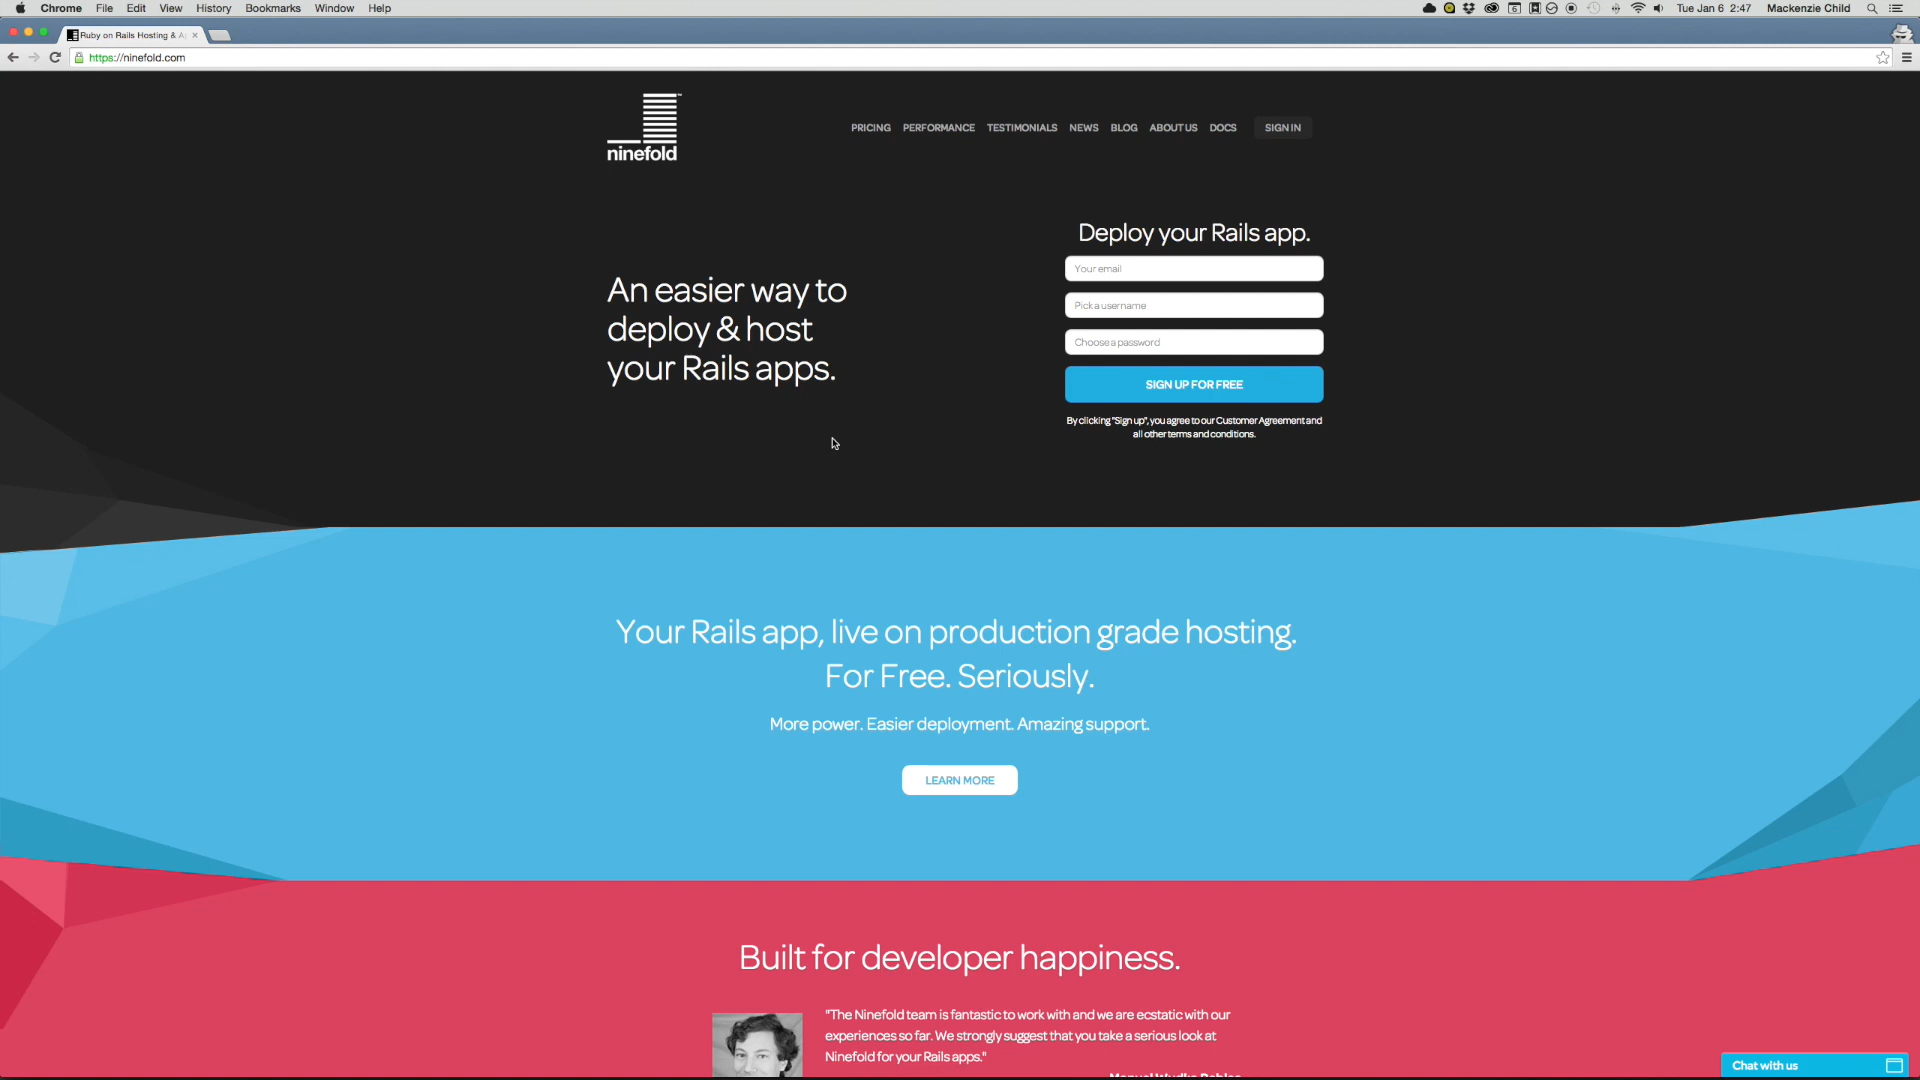 Chrome File Edit View History Bookmarks Window Help
Tue Jan 6 2:47 Mackenzie Child
Ruby on Rails Hosting &
https://ninefold.com
ninefold
PRICING PERFORMANCE TESTIMONIALS NEWS BLOG ABOUT US DOCS SIGN IN
Deploy your Rails app.
Your email
Pick a username
Choose a password
SIGN UP FOR FREE
By clicking "Sign up", you agree to our Customer Agreement and
all other terms and conditions.
An easier way to
deploy & host
your Rails apps.
Your Rails app, live on production grade hosting.
For Free. Seriously.
More power. Easier deployment. Amazing support.
LEARN MORE
Built for developer happiness.
"The Ninefold team is fantastic to work with and we are ecstatic with our
experiences so far. We strongly suggest that you take a serious look at
Ninefold for your Rails apps."
Chat with us